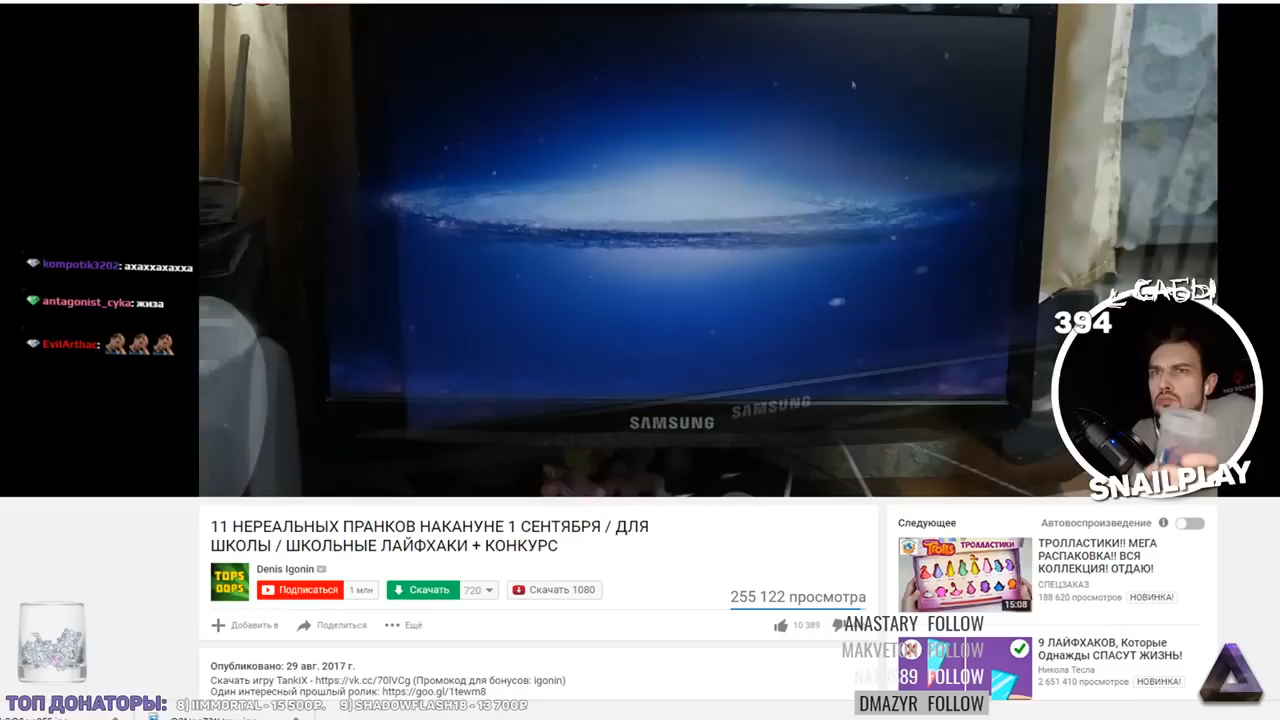 SAMSUNG
SAMSUNG
kompotik3202: ахаххахахха
antagonist_cyka: жиза
EvilArthac:
САБЫ
394
SNAILPLAY
11 НЕРЕАЛЬНЫХ ПРАНКОВ НАКАНУНЕ 1 СЕНТЯБРЯ / ДЛЯ
ШКОЛЫ / ШКОЛЬНЫЕ ЛАЙФХАКИ + КОНКУРС
TOPS
OOPS
Denis Igonin
Подписаться 1 млн
Скачать 720
Скачать 1080
255 122 просмотра
Добавить в
Поделиться
Ещё
10 389
Опубликовано: 29 авг. 2017 г.
Скачать игру TankiX - https://vk.cc/70lVCg (Промокод для бонусов: igonin)
Один интересный прошлый ролик: https://goo.gl/1tewm8
Следующее
Автовоспроизведение
Trolls ТРОЛЛАСТИКИ
15:08
ТРОЛЛАСТИКИ!! МЕГА
РАСПАКОВКА!! ВСЯ
КОЛЛЕКЦИЯ! ОТДАЮ!
СПЕЦЗАКАЗ
188 620 просмотров НОВИНКА!
9 ЛАЙФХАКОВ, Которые
Однажды СПАСУТ ЖИЗНЬ!
Никола Тесла
2 651 410 просмотров НОВИНКА!
ANASTARY FOLLOW
MAKVETON FOLLOW
FOLLOW
DMAZYR FOLLOW
ТОП ДОНАТОРЫ:
8) IMMORTAL - 15 500Р. 9) SHADOWFLASH18 - 13 700Р